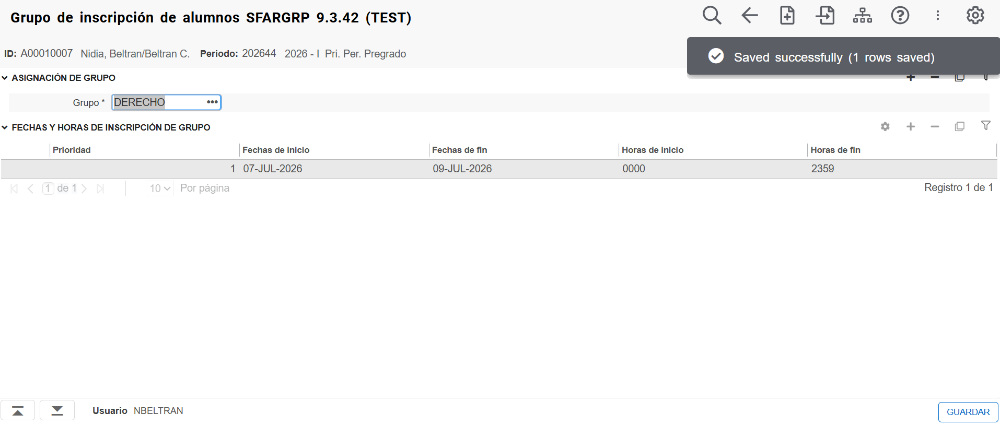 Grupo de inscripción de alumnos SFARGRP 9.3.42 (TEST)
ID: A00010007 Nidia, Beltran/Beltran C. Periodo: 202644 2026 - I Pri. Per. Pregrado
Saved successfully (1 rows saved)
ASIGNACIÓN DE GRUPO
Grupo * DERECHO
FECHAS Y HORAS DE INSCRIPCIÓN DE GRUPO
Prioridad Fechas de inicio Fechas de fin Horas de inicio Horas de fin
1 07-JUL-2026 09-JUL-2026 0000 2359
1 de 1 10 Por página Registro 1 de 1
Usuario NBELTRAN GUARDAR